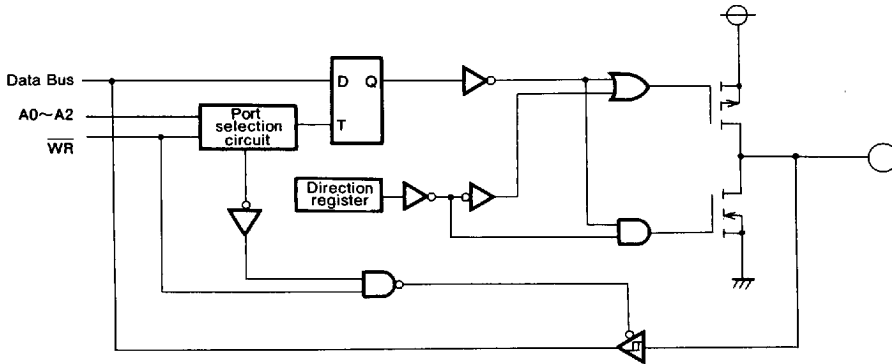 Data Bus
A0~A2
WR
Port
selection
circuit
D Q
T
Direction
register